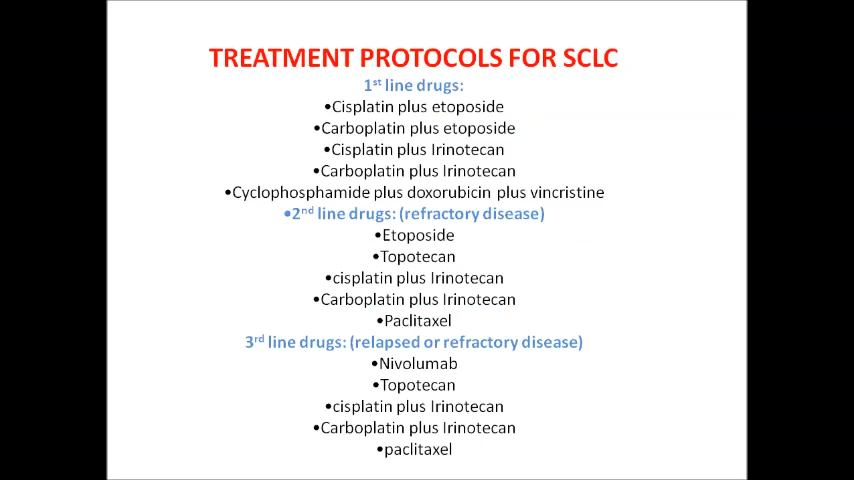 TREATMENT PROTOCOLS FOR SCLC
1st line drugs:
•Cisplatin plus etoposide
•Carboplatin plus etoposide
•Cisplatin plus Irinotecan
•Carboplatin plus Irinotecan
•Cyclophosphamide plus doxorubicin plus vincristine
•2nd line drugs: (refractory disease)
•Etoposide
•Topotecan
•cisplatin plus Irinotecan
•Carboplatin plus Irinotecan
•Paclitaxel
3rd line drugs: (relapsed or refractory disease)
•Nivolumab
•Topotecan
•cisplatin plus Irinotecan
•Carboplatin plus Irinotecan
•paclitaxel